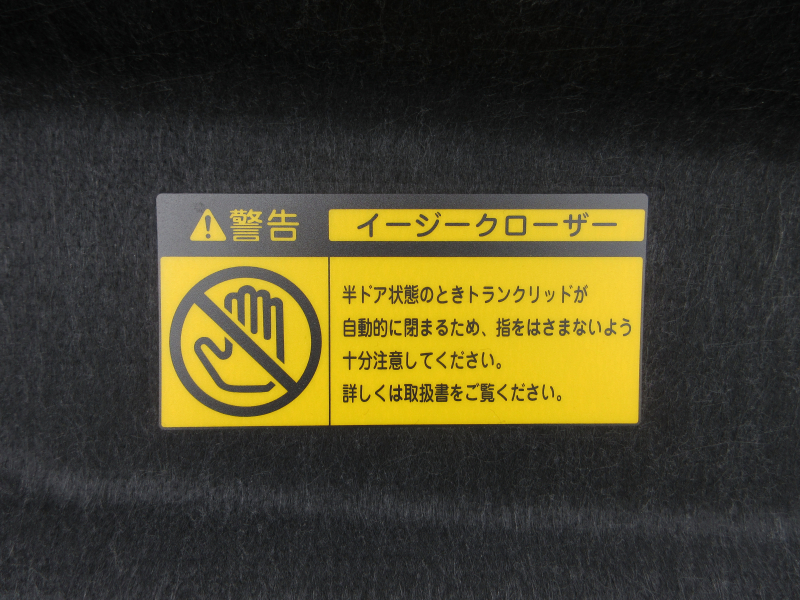 警告 イージークローザー
半ドア状態のときトランクリッドが
自動的に閉まるため、指をはさまないよう
十分注意してください。
詳しくは取扱書をご覧ください。